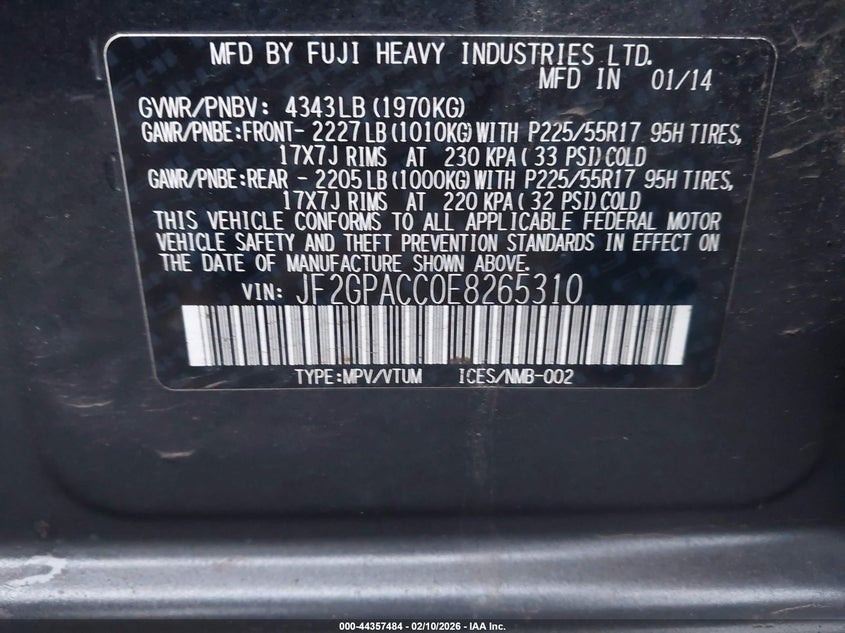 MFD BY FUJI HEAVY INDUSTRIES LTD.
MFD IN 01/14
GVWR/PNBV: 4343LB (1970KG)
GAWR/PNBE:FRONT- 2227 LB (1010KG) WITH P225/55R17 95H TIRES,
17X7J RIMS AT 230 KPA ( 33 PSI) COLD
GAWR/PNBE:REAR - 2205 LB (1000KG) WITH P225/55R17 95H TIRES,
17X7J RIMS AT 220 KPA ( 32 PSI) COLD
THIS VEHICLE CONFORMS TO ALL APPLICABLE FEDERAL MOTOR
VEHICLE SAFETY AND THEFT PREVENTION STANDARDS IN EFFECT ON
THE DATE OF MANUFACTURE SHOWN ABOVE.
VIN: JF2GPACC0E8265310
TYPE:MPV/VTUM ICES/NMB-002
000-44357484 — 02/10/2026 — IAA Inc.